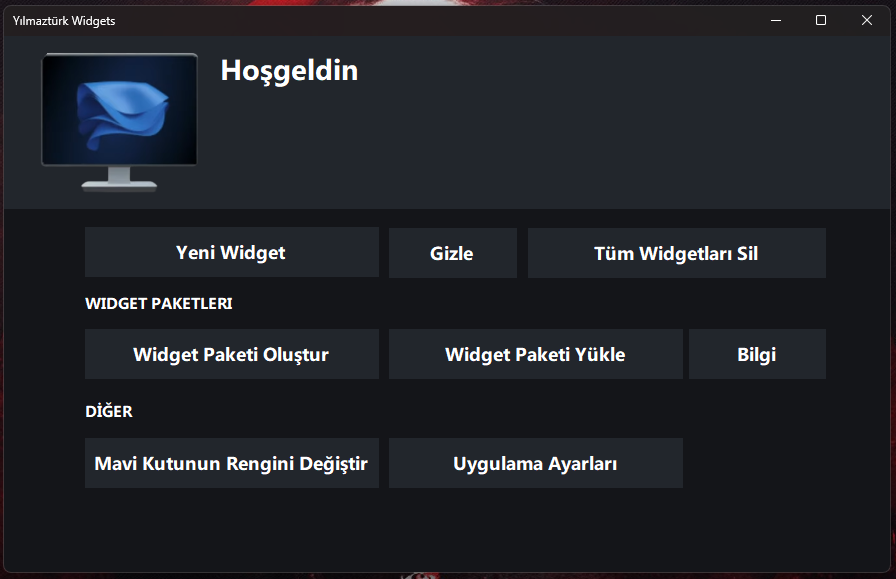 Yılmaztürk Widgets
Hoşgeldin
Yeni Widget
Gizle
Tüm Widgetları Sil
WIDGET PAKETLERI
Widget Paketi Oluştur
Widget Paketi Yükle
Bilgi
DİĞER
Mavi Kutunun Rengini Değiştir
Uygulama Ayarları